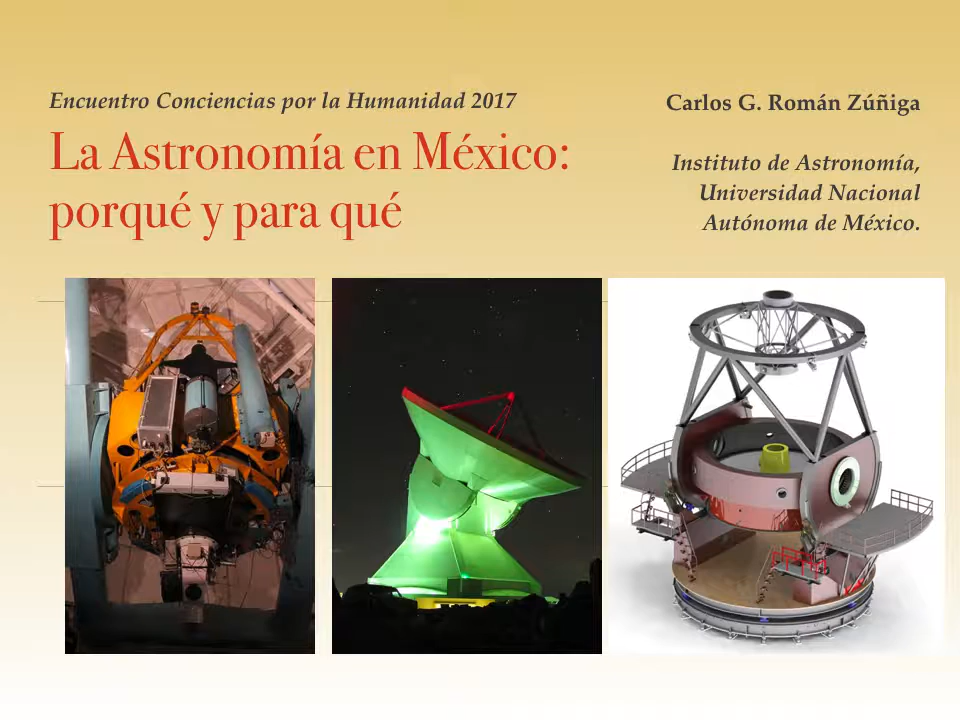 Encuentro Conciencias por la Humanidad 2017
La Astronomía en México:
porqué y para qué
Carlos G. Román Zúñiga
Instituto de Astronomía,
Universidad Nacional
Autónoma de México.